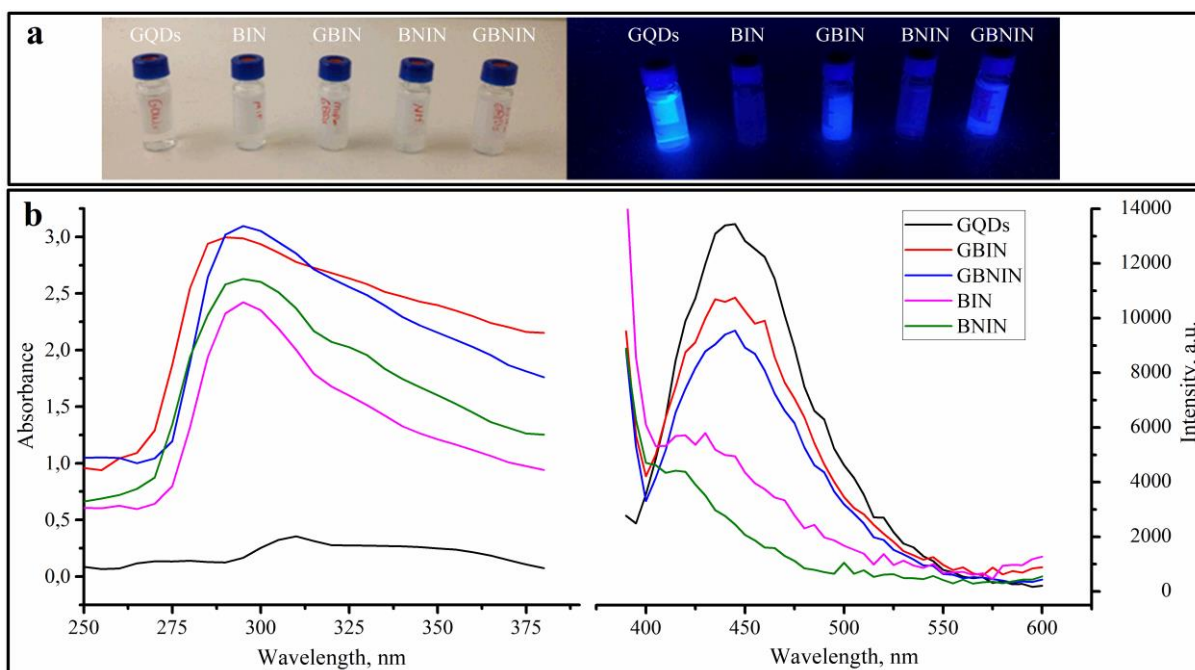 a
GQDs BIN GBIN BNIN GBNIN
GQDs BIN GBIN BNIN GBNIN
GQDs
b
3,0
2,5
2,0
1,5
1,0
0,5
0,0
Absorbance
250 275 300 325 350 375
Wavelength, nm
GQDs
GBIN
GBNIN
BIN
BNIN
14000
12000
10000
8000
6000
4000
2000
0
Intensity, a.u.
400 450 500 550 600
Wavelength, nm